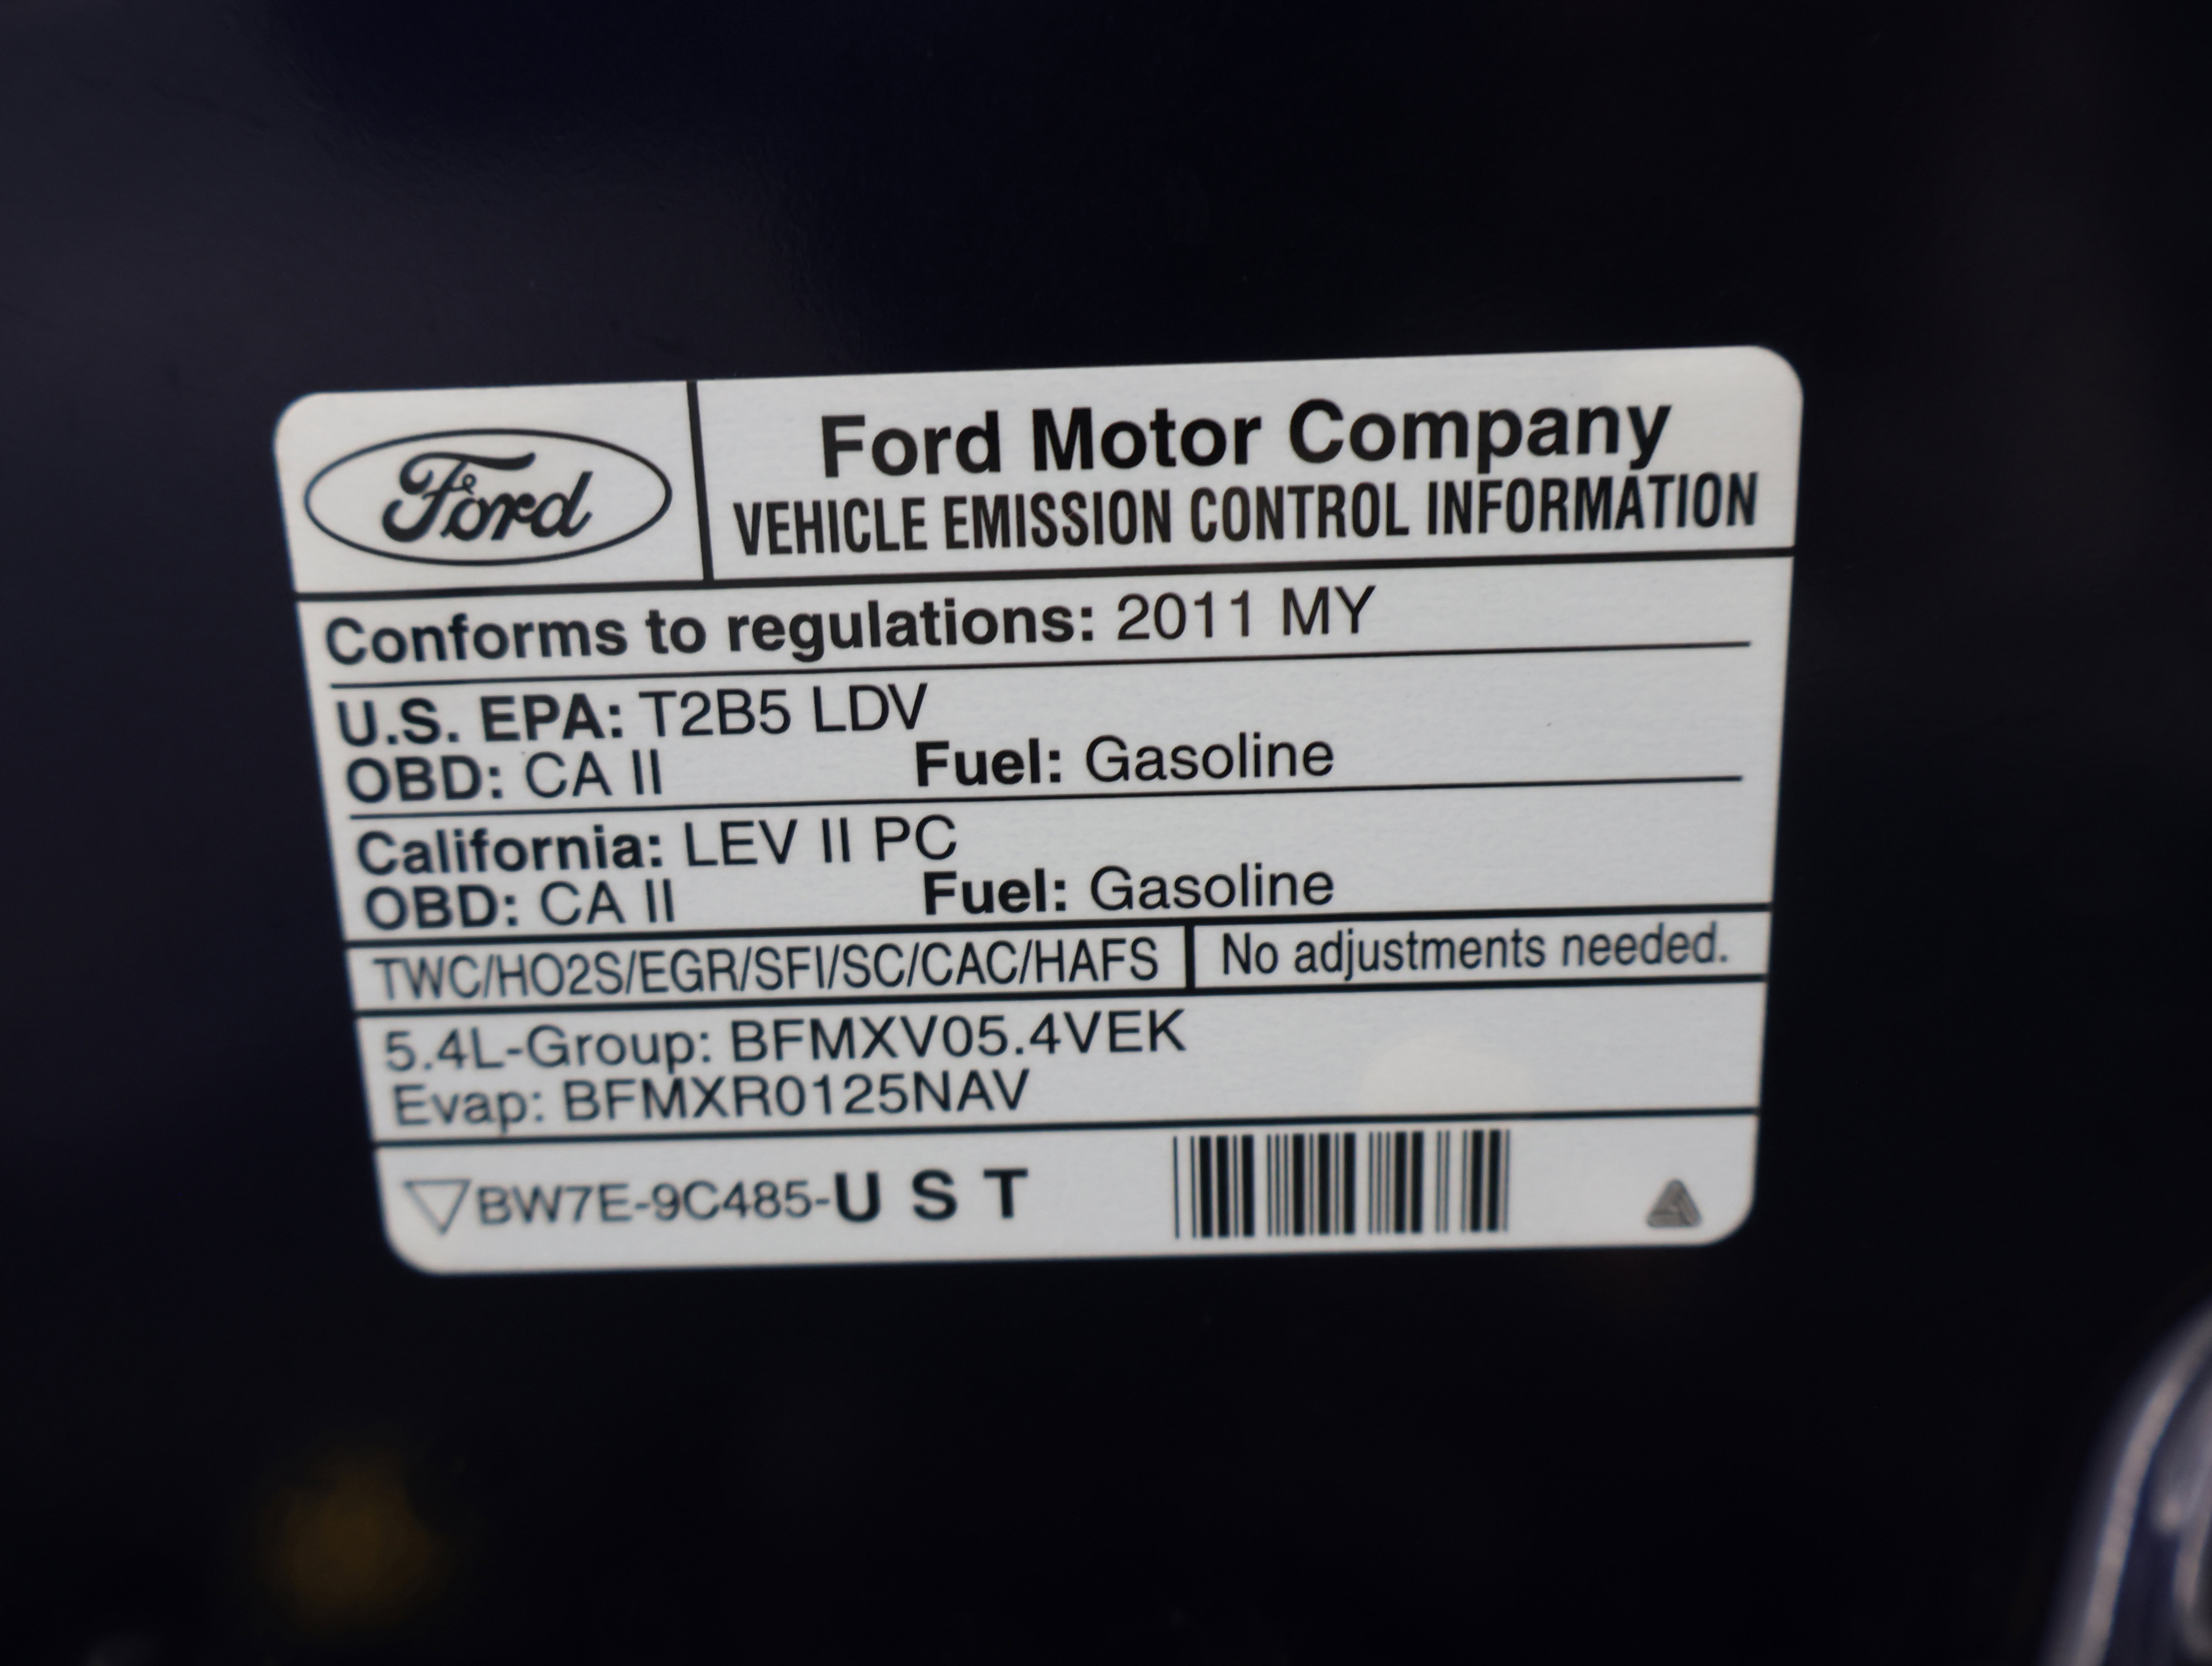 Ford
Ford Motor Company
VEHICLE EMISSION CONTROL INFORMATION
Conforms to regulations: 2011 MY
U.S. EPA: T2B5 LDV
OBD: CA II Fuel: Gasoline
California: LEV II PC
OBD: CA II Fuel: Gasoline
TWC/HO2S/EGR/SFI/SC/CAC/HAFS No adjustments needed.
5.4L-Group: BFMXV05.4VEK
Evap: BFMXR0125NAV
BW7E-9C485-U S T